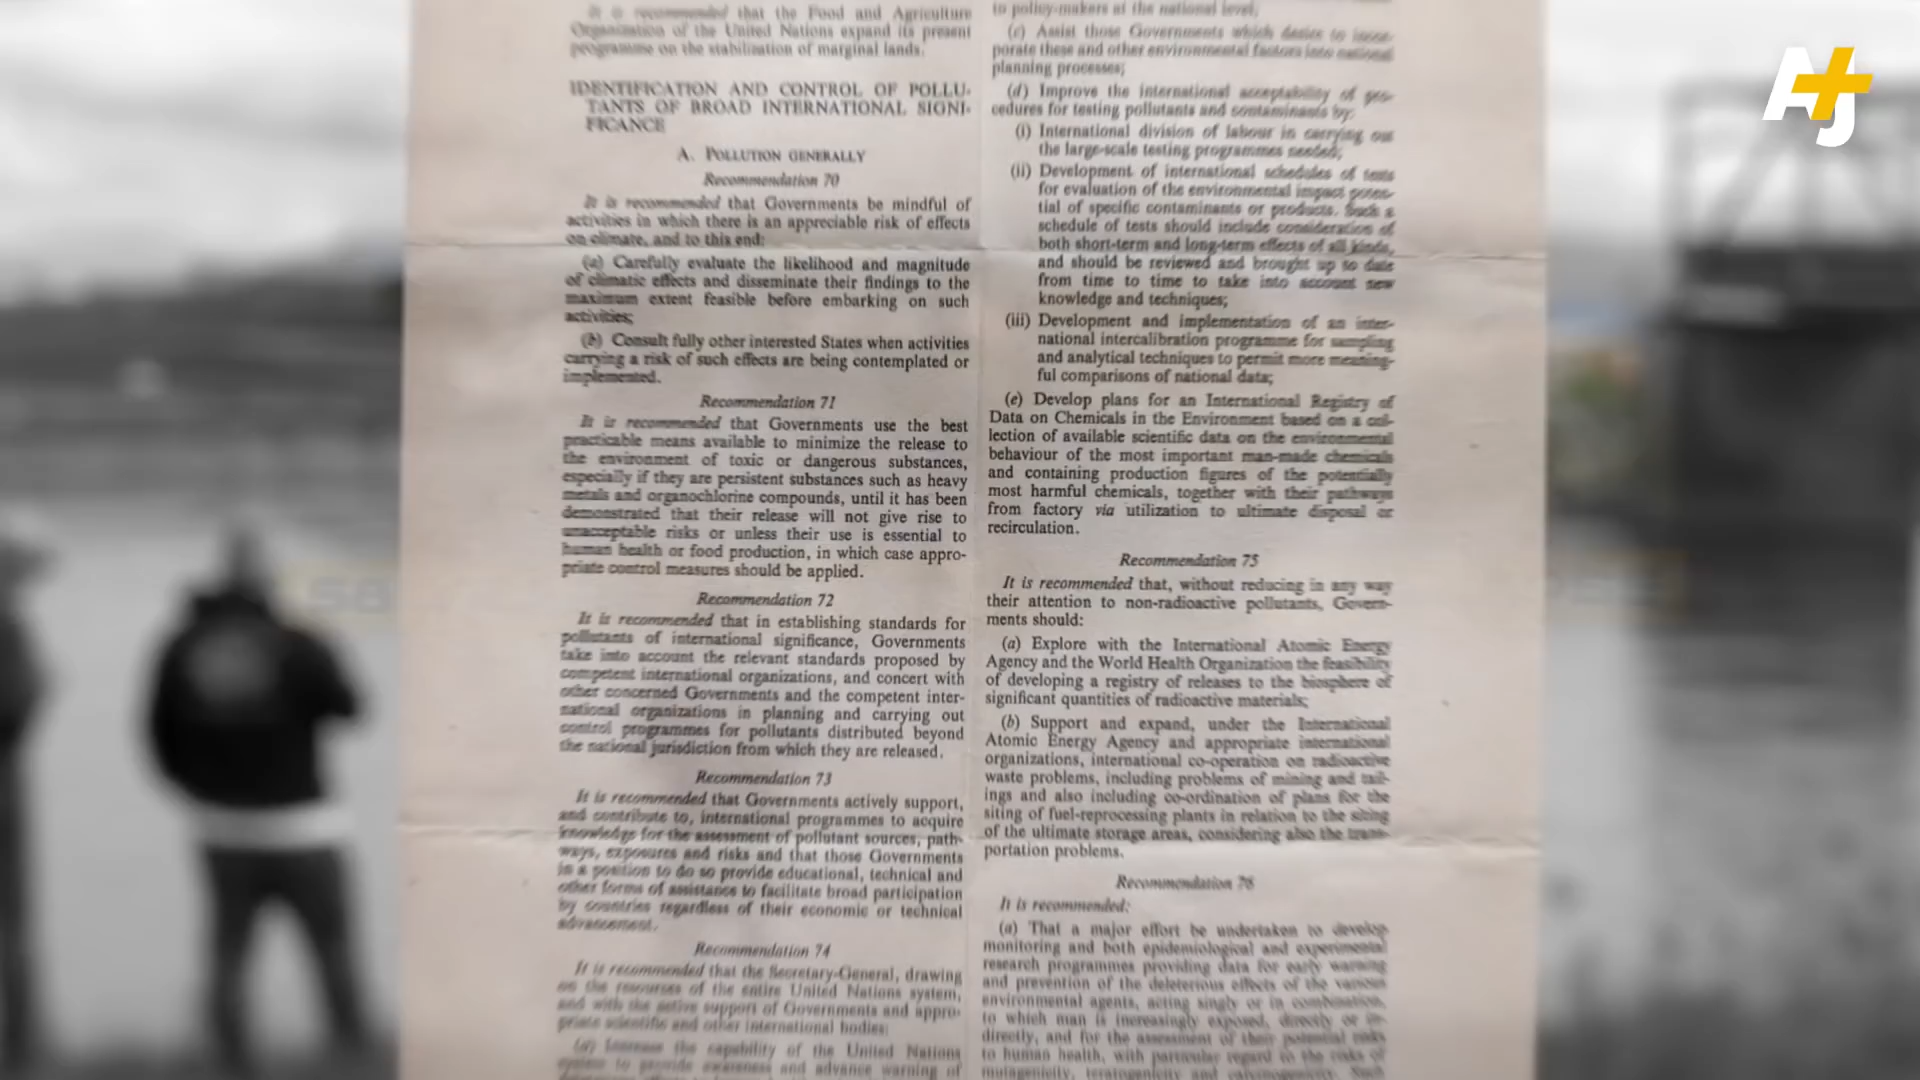 It is recommended that the Food and Agriculture
Organization of the United Nations expand its present
programme on the stabilization of marginal lands.
IDENTIFICATION AND CONTROL OF POLLU-
TANTS OF BROAD INTERNATIONAL SIGNI-
FICANCE
A. POLLUTION GENERALLY
Recommendation 70
It is recommended that Governments be mindful of
activities in which there is an appreciable risk of effects
on climate, and to this end:
(a) Carefully evaluate the likelihood and magnitude
of climatic effects and disseminate their findings to the
maximum extent feasible before embarking on such
activities;
(b) Consult fully other interested States when activities
carrying a risk of such effects are being contemplated or
implemented.
Recommendation 71
It is recommended that Governments use the best
practicable means available to minimize the release to
the environment of toxic or dangerous substances,
especially if they are persistent substances such as heavy
metals and organochlorine compounds, until it has been
demonstrated that their release will not give rise to
unacceptable risks or unless their use is essential to
human health or food production, in which case appro-
priate control measures should be applied.
Recommendation 72
It is recommended that in establishing standards for
pollutants of international significance, Governments
take into account the relevant standards proposed by
competent international organizations, and concert with
other concerned Governments and the competent inter-
national organizations in planning and carrying out
control programmes for pollutants distributed beyond
the national jurisdiction from which they are released.
Recommendation 73
It is recommended that Governments actively support,
and contribute to, international programmes to acquire
knowledge for the assessment of pollutant sources, path-
ways, exposures and risks and that those Governments
in a position to do so provide educational, technical and
other forms of assistance to facilitate broad participation
by countries regardless of their economic or technical
advancement.
Recommendation 74
It is recommended that the Secretary-General, drawing
on the resources of the entire United Nations system,
and with the active support of Governments and appro-
priate scientific and other international bodies:
(a) Increase the capability of the United Nations
system to provide awareness and advance warning of
to policy-makers at the national level;
(c) Assist those Governments which desire to incor-
porate these and other environmental factors into national
planning processes;
(d) Improve the international acceptability of pro-
cedures for testing pollutants and contaminants by:
(i) International division of labour in carrying out
the large-scale testing programmes needed;
(ii) Development of international schedules of tests
for evaluation of the environmental impact poten-
tial of specific contaminants or products. Such a
schedule of tests should include consideration of
both short-term and long-term effects of all kinds,
and should be reviewed and brought up to date
from time to time to take into account new
knowledge and techniques;
(iii) Development and implementation of an inter-
national intercalibration programme for sampling
and analytical techniques to permit more meaning-
ful comparisons of national data;
(e) Develop plans for an International Registry of
Data on Chemicals in the Environment based on a col-
lection of available scientific data on the environmental
behaviour of the most important man-made chemicals
and containing production figures of the potentially
most harmful chemicals, together with their pathways
from factory via utilization to ultimate disposal or
recirculation.
Recommendation 75
It is recommended that, without reducing in any way
their attention to non-radioactive pollutants, Govern-
ments should:
(a) Explore with the International Atomic Energy
Agency and the World Health Organization the feasibility
of developing a registry of releases to the biosphere of
significant quantities of radioactive materials;
(b) Support and expand, under the International
Atomic Energy Agency and appropriate international
organizations, international co-operation on radioactive
waste problems, including problems of mining and tail-
ings and also including co-ordination of plans for the
siting of fuel-reprocessing plants in relation to the siting
of the ultimate storage areas, considering also the trans-
portation problems.
Recommendation 76
It is recommended:
(a) That a major effort be undertaken to develop
monitoring and both epidemiological and experimental
research programmes providing data for early warning
and prevention of the deleterious effects of the various
environmental agents, acting singly or in combination,
to which man is increasingly exposed, directly or in-
directly, and for the assessment of their potential risks
to human health, with particular regard to the risks of
mutagenicity, teratogenicity and carcinogenicity. Such
AJ+